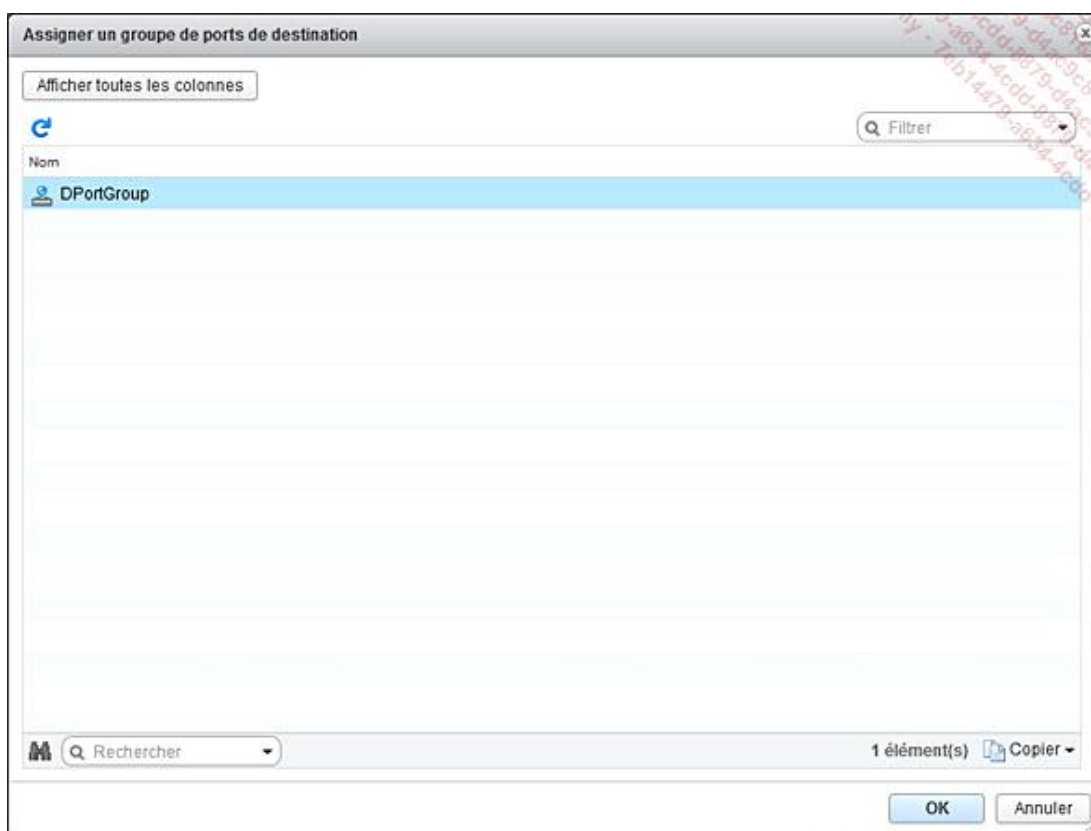 Assigner un groupe de ports de destination
x
Afficher toutes les colonnes
Filtrer
Nom
DPortGroup
Rechercher
1 élément(s) Copier
OK Annuler